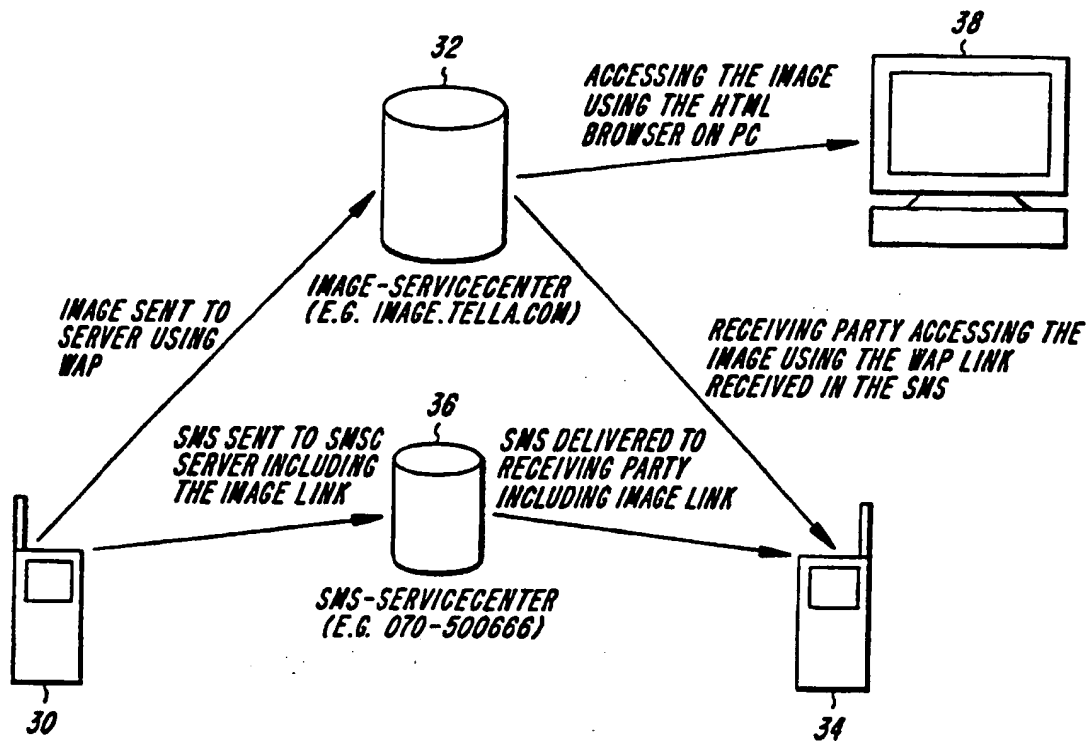 32
38
ACCESSING THE IMAGE
USING THE HTML
BROWSER ON PC
IMAGE-SERVICECENTER
(E.G. IMAGE.TELLA.COM)
IMAGE SENT TO
SERVER USING
WAP
RECEIVING PARTY ACCESSING THE
IMAGE USING THE WAP LINK
RECEIVED IN THE SMS
36
SMS SENT TO SMSC
SERVER INCLUDING
THE IMAGE LINK
SMS DELIVERED TO
RECEIVING PARTY
INCLUDING IMAGE LINK
SMS-SERVICECENTER
(E.G. 070-500666)
30
34